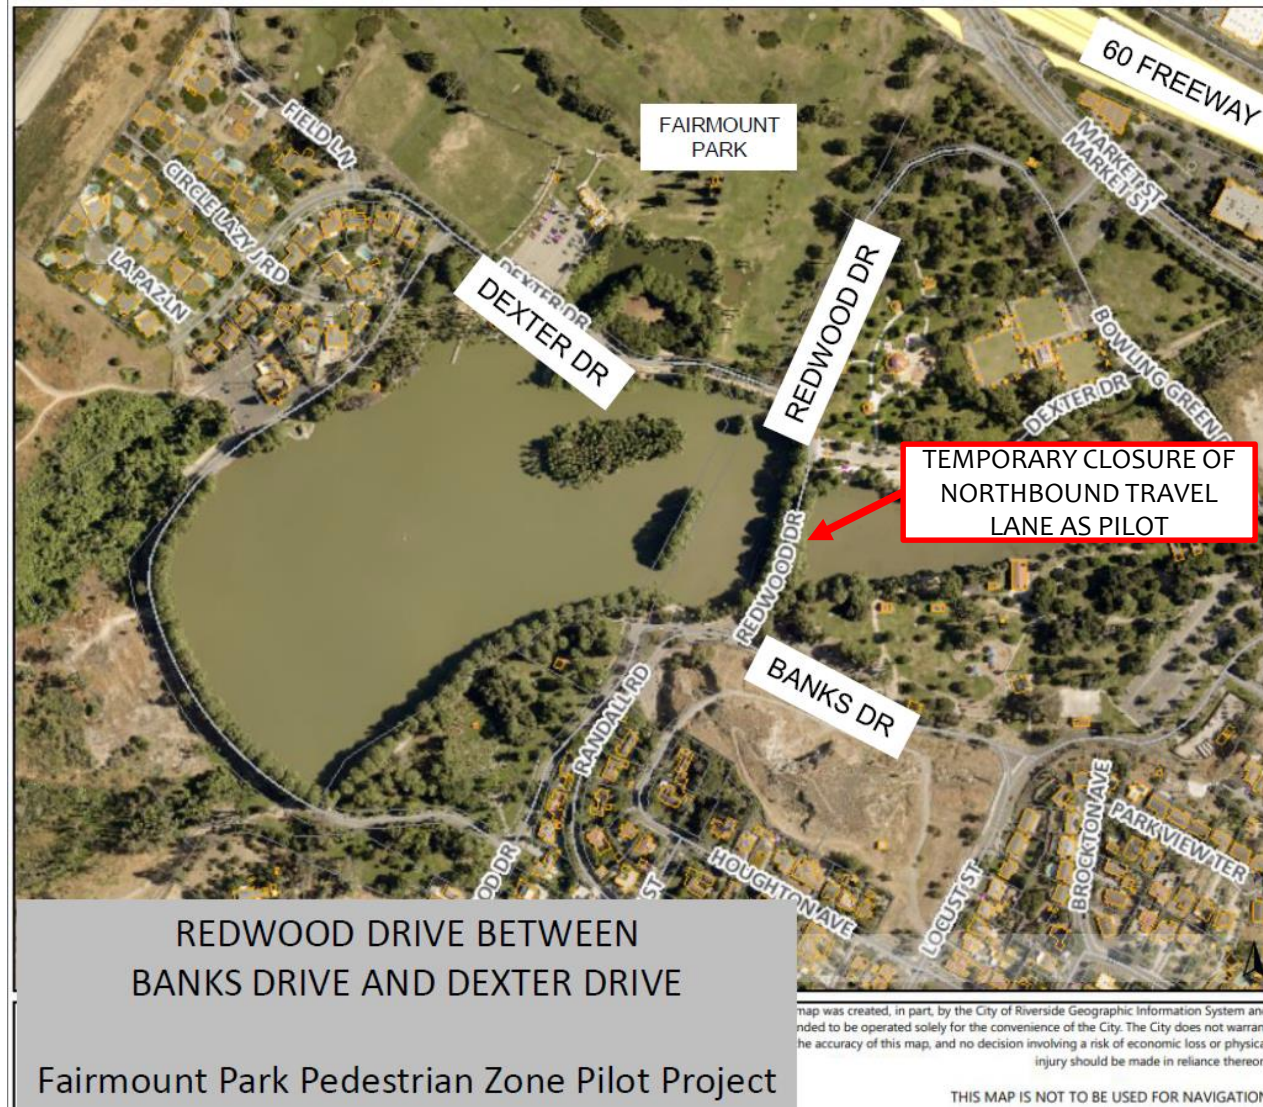 60 FREEWAY
FAIRMOUNT
PARK
MARKET ST
MARKET ST
FIELD LN
CIRCLE LAZY J RD
LA PAZ LN
DEXTER DR
DEXTER DR
REDWOOD DR
BOWLING GREEN
DEXTER DR
TEMPORARY CLOSURE OF
NORTHBOUND TRAVEL
LANE AS PILOT
REDWOOD DR
BANKS DR
RANDALL RD
HOUGHTON AVE
LOCUST ST
BROCKTON AVE
PARK VIEW TER
OD DR
ST
REDWOOD DRIVE BETWEEN
BANKS DRIVE AND DEXTER DRIVE
Fairmount Park Pedestrian Zone Pilot Project
map was created, in part, by the City of Riverside Geographic Information System an
nded to be operated solely for the convenience of the City. The City does not warran
he accuracy of this map, and no decision involving a risk of economic loss or physica
injury should be made in reliance thereo
THIS MAP IS NOT TO BE USED FOR NAVIGATION